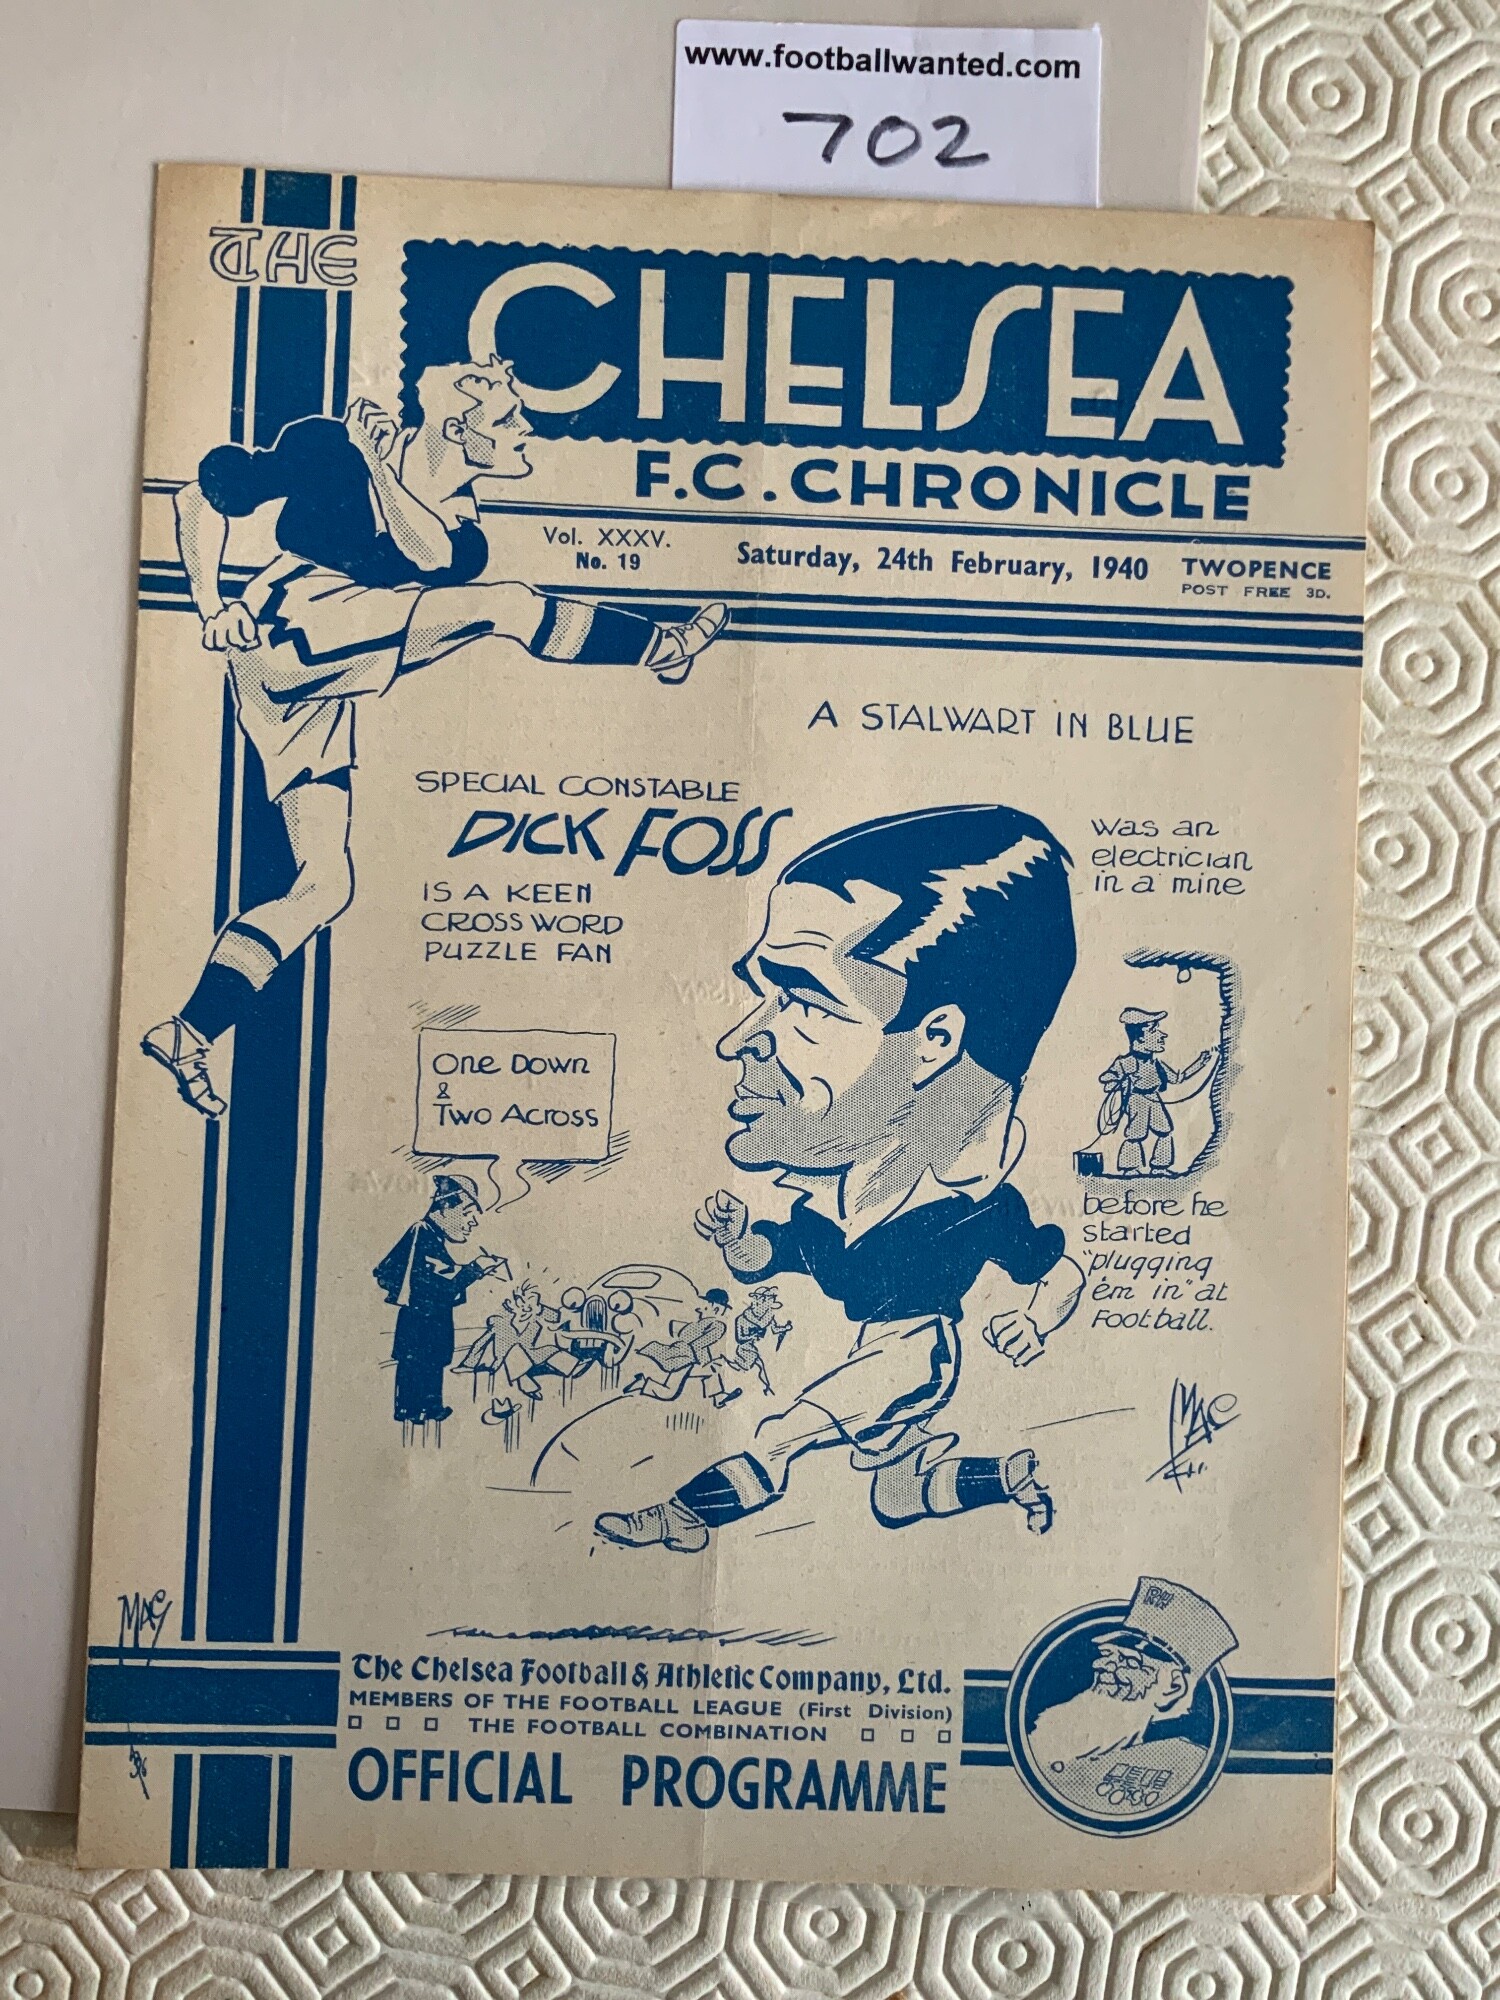 www.footballwanted.com
702
THE
CHELSEA
F.C. CHRONICLE
Vol. XXXV.
No. 19
Saturday, 24th February, 1940
TWOPENCE
POST FREE 3D.
A STALWART IN BLUE
SPECIAL CONSTABLE
DICK FOSS
IS A KEEN
CROSS WORD
PUZZLE FAN
One Down
&
Two Across
Was an
electrician
in a mine
before he
started
"plugging
'em in" at
Football.
MAC
MAC
The Chelsea Football & Athletic Company, Ltd.
MEMBERS OF THE FOOTBALL LEAGUE (First Division)
THE FOOTBALL COMBINATION
OFFICIAL PROGRAMME